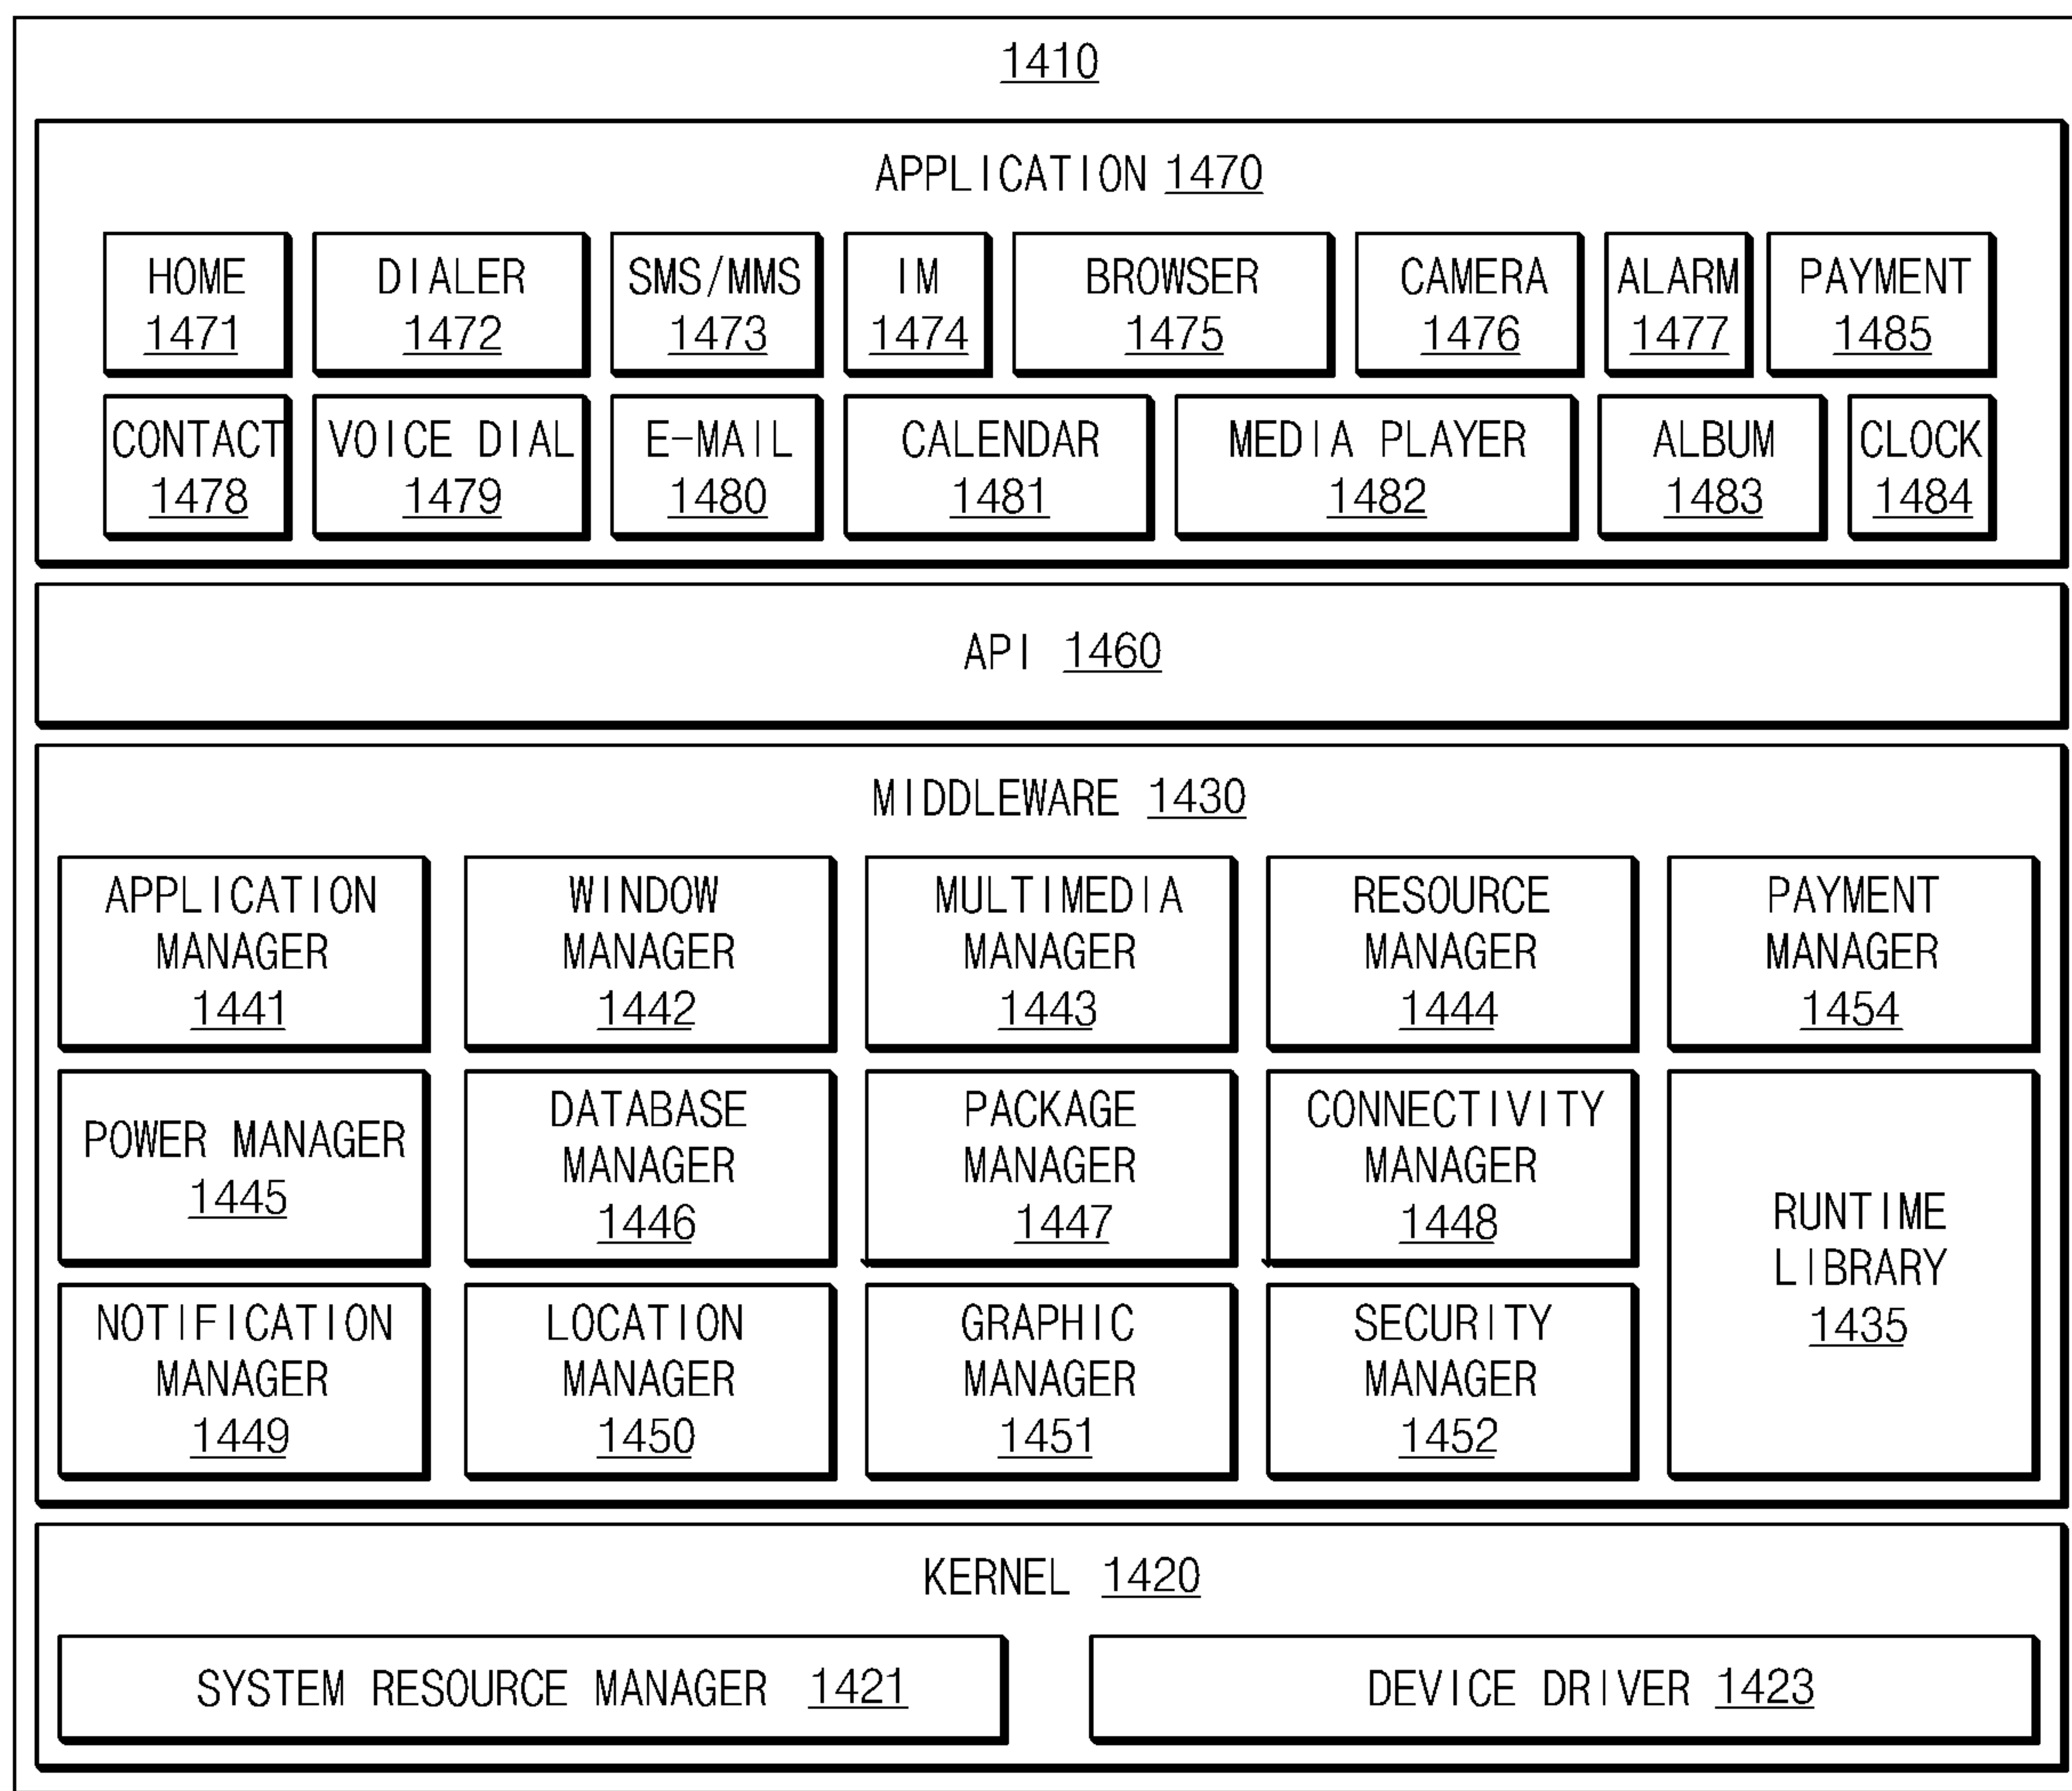 1410
APPLICATION 1470
HOME
1471
DIALER
1472
SMS/MMS
1473
IM
1474
BROWSER
1475
CAMERA
1476
ALARM
1477
PAYMENT
1485
CONTACT
1478
VOICE DIAL
1479
E-MAIL
1480
CALENDAR
1481
MEDIA PLAYER
1482
ALBUM
1483
CLOCK
1484
API 1460
MIDDLEWARE 1430
APPLICATION
MANAGER
1441
WINDOW
MANAGER
1442
MULTIMEDIA
MANAGER
1443
RESOURCE
MANAGER
1444
PAYMENT
MANAGER
1454
POWER MANAGER
1445
DATABASE
MANAGER
1446
PACKAGE
MANAGER
1447
CONNECTIVITY
MANAGER
1448
RUNTIME
LIBRARY
1435
NOTIFICATION
MANAGER
1449
LOCATION
MANAGER
1450
GRAPHIC
MANAGER
1451
SECURITY
MANAGER
1452
KERNEL 1420
SYSTEM RESOURCE MANAGER 1421
DEVICE DRIVER 1423